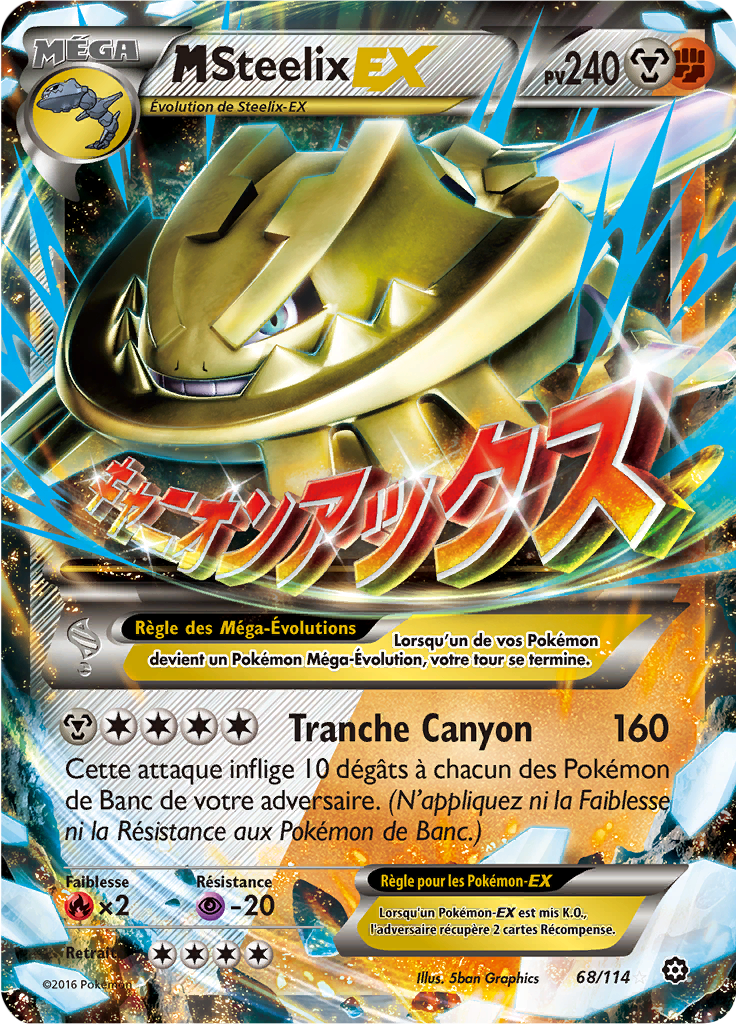 MÉGA
MSteelix EX
PV240
Évolution de Steelix-EX
キャニオンアックス
Règle des Méga-Évolutions
Lorsqu'un de vos Pokémon
devient un Pokémon Méga-Évolution, votre tour se termine.
Tranche Canyon 160
Cette attaque inflige 10 dégâts à chacun des Pokémon
de Banc de votre adversaire. (N'appliquez ni la Faiblesse
ni la Résistance aux Pokémon de Banc.)
Faiblesse Résistance
×2 -20
Règle pour les Pokémon-EX
Lorsqu'un Pokémon-EX est mis K.O.,
l'adversaire récupère 2 cartes Récompense.
Retrait
©2016 Pokémon
Illus. 5ban Graphics
68/114